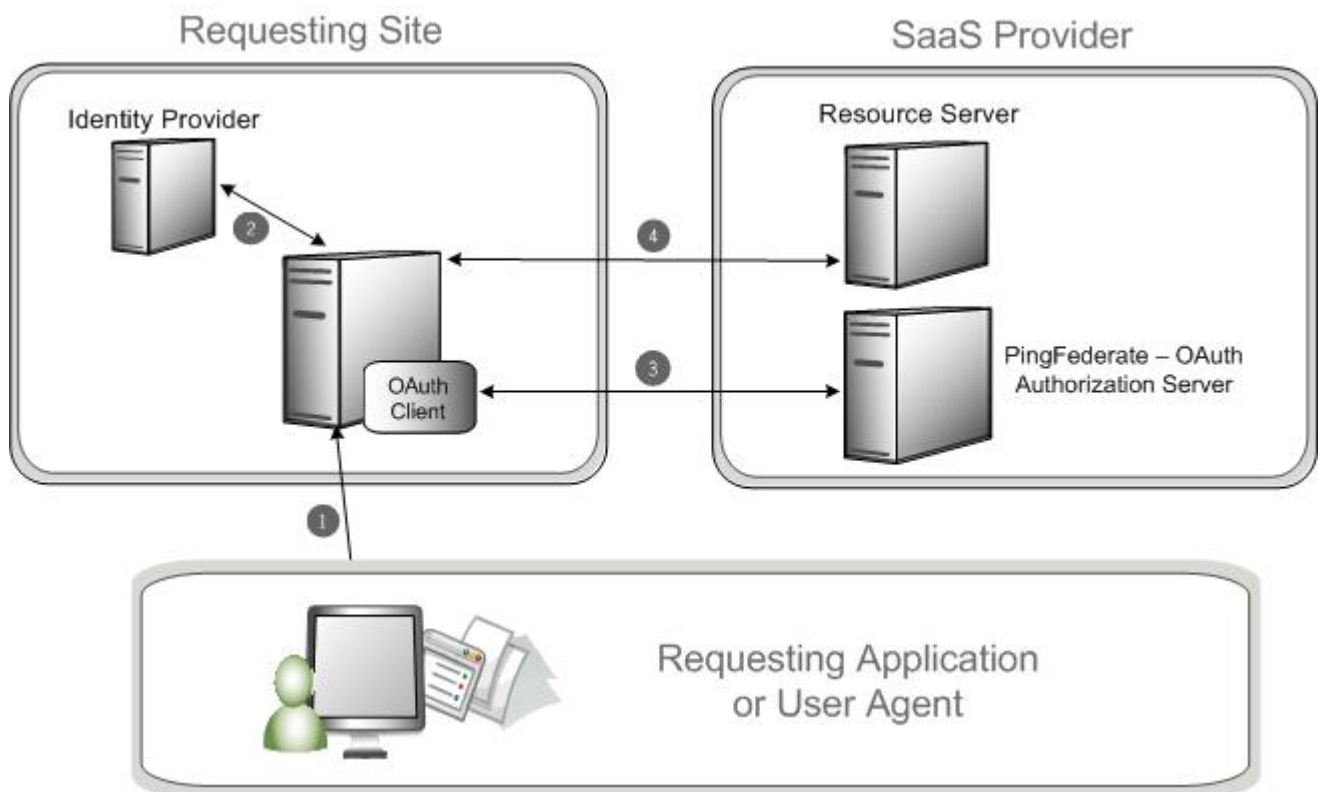 Requesting Site
SaaS Provider
Identity Provider
Resource Server
2
4
OAuth
Client
3
PingFederate – OAuth
Authorization Server
1
Requesting Application
or User Agent